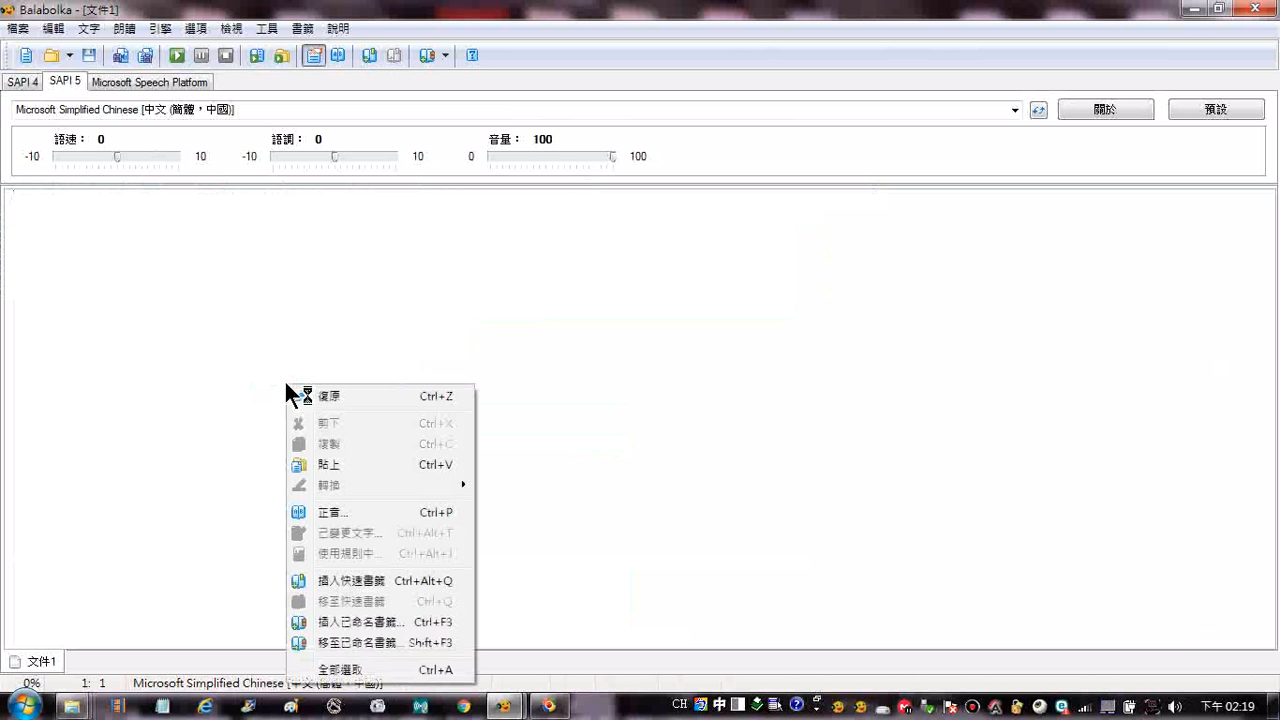 Balabolka - [文件1]
檔案 編輯 文字 朗讀 引擎 選項 檢視 工具 書籤 說明
SAPI 4 SAPI 5 Microsoft Speech Platform
Microsoft Simplified Chinese [中文 (簡體，中國)] 關於 預設
語速： 0 語調： 0 音量： 100
-10 10 -10 10 0 100
復原 Ctrl+Z
剪下 Ctrl+X
複製 Ctrl+C
貼上 Ctrl+V
轉換
正音... Ctrl+P
已變更文字... Ctrl+Alt+T
使用規則中... Ctrl+Alt+J
插入快速書籤 Ctrl+Alt+Q
移至快速書籤 Ctrl+Q
插入已命名書籤... Ctrl+F3
移至已命名書籤... Shift+F3
全部選取 Ctrl+A
文件1
0% 1: 1 Microsoft Simplified Chinese [中文 (簡體，中國)]
CH 中 下午 02:19